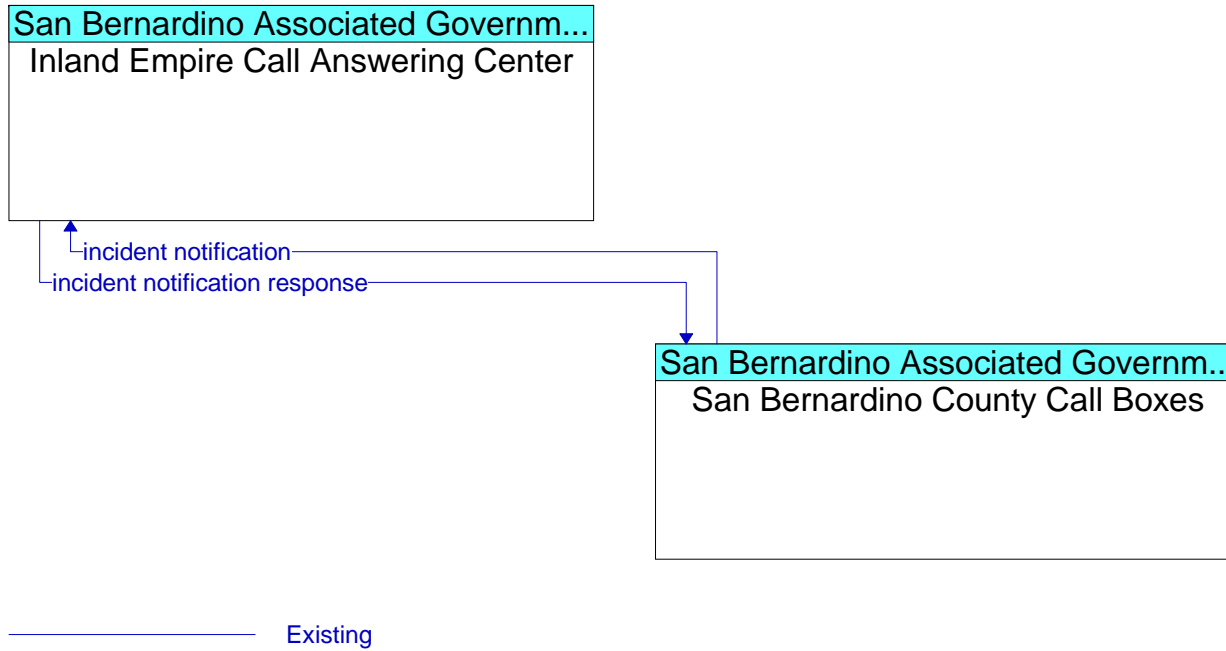 San Bernardino Associated Governm...
Inland Empire Call Answering Center
incident notification
incident notification response
San Bernardino Associated Governm..
San Bernardino County Call Boxes
Existing